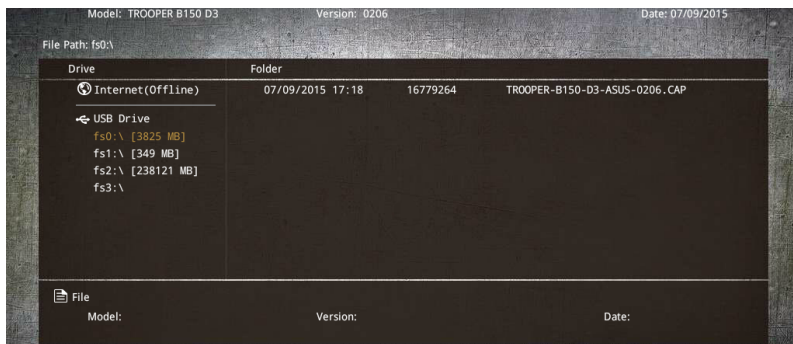 Model: TROOPER B150 D3 Version: 0206 Date: 07/09/2015
File Path: fs0:\
Drive Folder
Internet(Offline) 07/09/2015 17:18 16779264 TROOPER-B150-D3-ASUS-0206.CAP
USB Drive
fs0:\ [3825 MB]
fs1:\ [349 MB]
fs2:\ [238121 MB]
fs3:\
File
Model: Version: Date: